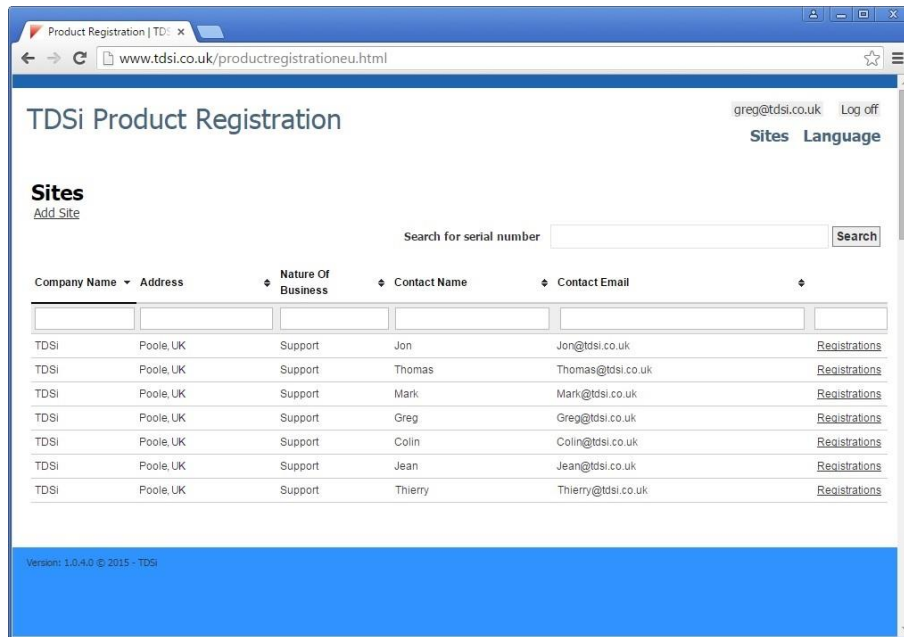 Product Registration | TDS
www.tdsi.co.uk/productregistrationeu.html
TDSi Product Registration
greg@tdsi.co.uk Log off
Sites Language
Sites
Add Site
Search for serial number Search
Company Name Address Nature Of Business Contact Name Contact Email
TDSi Poole, UK Support Jon Jon@tdsi.co.uk Registrations
TDSi Poole, UK Support Thomas Thomas@tdsi.co.uk Registrations
TDSi Poole, UK Support Mark Mark@tdsi.co.uk Registrations
TDSi Poole, UK Support Greg Greg@tdsi.co.uk Registrations
TDSi Poole, UK Support Colin Colin@tdsi.co.uk Registrations
TDSi Poole, UK Support Jean Jean@tdsi.co.uk Registrations
TDSi Poole, UK Support Thierry Thierry@tdsi.co.uk Registrations
Version: 1.0.4.0 © 2015 - TDSi